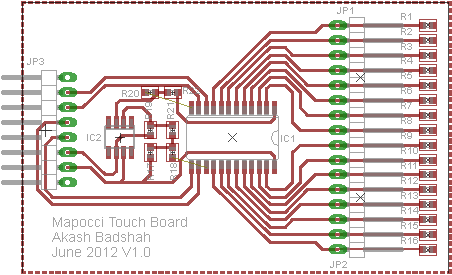 JP1
R1
R2
R3
R4
R5
R6
R7
R8
R9
R10
R11
R12
R13
R14
R15
R16
JP2
JP3
R20
R19
R21
R18
IC2
IC1
Mapocci Touch Board
Akash Badshah
June 2012 V1.0